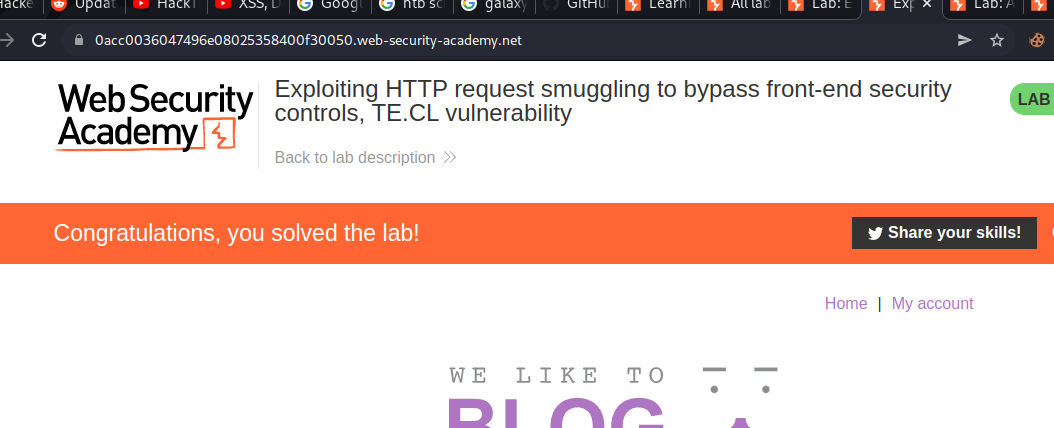 Updat
HackT
XSS, D
Googl
htb sc
galaxy
GitHu
Learni
All lab
Lab: E
Exp
Lab: A
0acc0036047496e08025358400f30050.web-security-academy.net
Web Security
Academy
Exploiting HTTP request smuggling to bypass front-end security
controls, TE.CL vulnerability
LAB
Back to lab description
Congratulations, you solved the lab!
Share your skills!
Home | My account
WE LIKE TO
BLOG